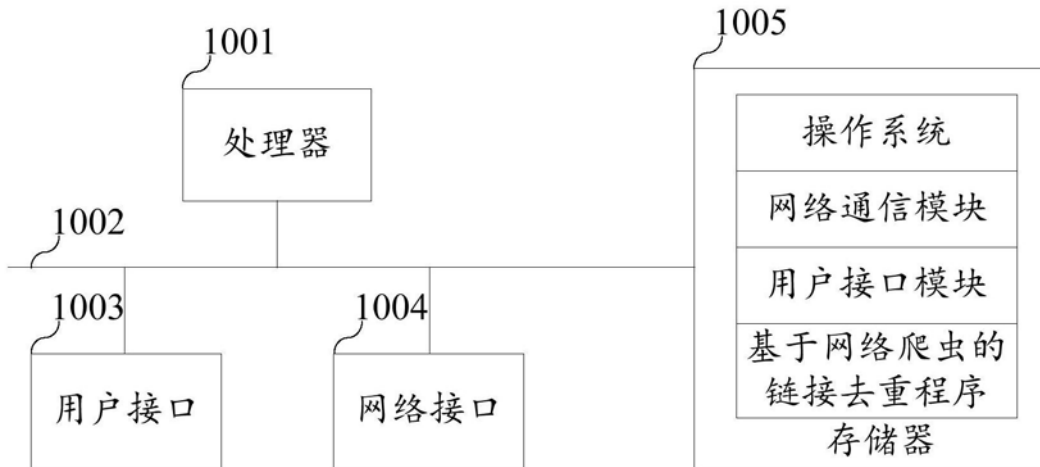 1001
1005
处理器
操作系统
网络通信模块
1002
用户接口模块
1003
1004
基于网络爬虫的
链接去重程序
用户接口
网络接口
存储器